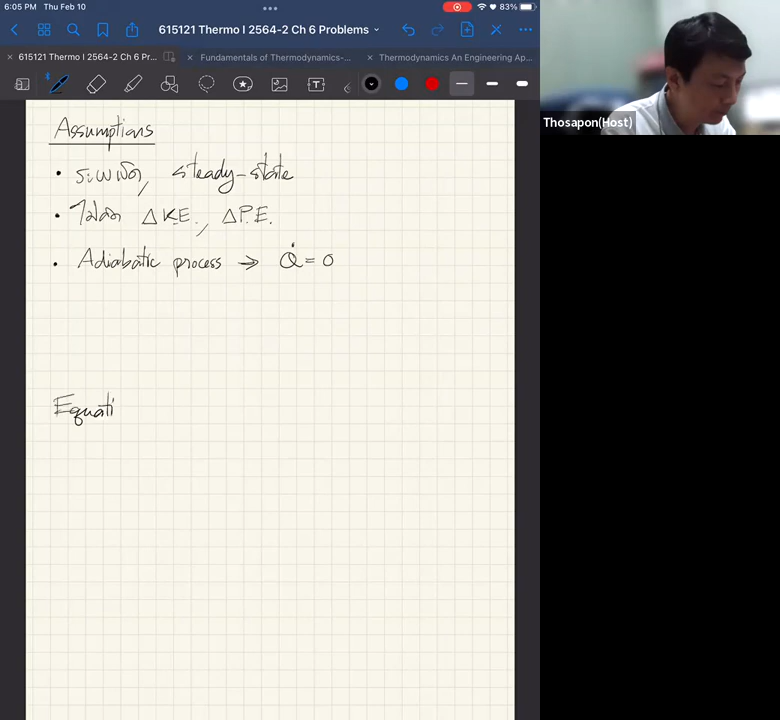 6:05 PM Thu Feb 10
83%
615121 Thermo I 2564-2 Ch 6 Problems
615121 Thermo I 2564-2 Ch 6 Pr...
Fundamentals of Thermodynamics-...
Thermodynamics An Engineering Ap...
Thosapon(Host)
Assumptions
• ระบบเปิด, steady-state
• ไม่คิด ΔK.E., ΔP.E.
• Adiabatic process → Q̇ = 0
Equati